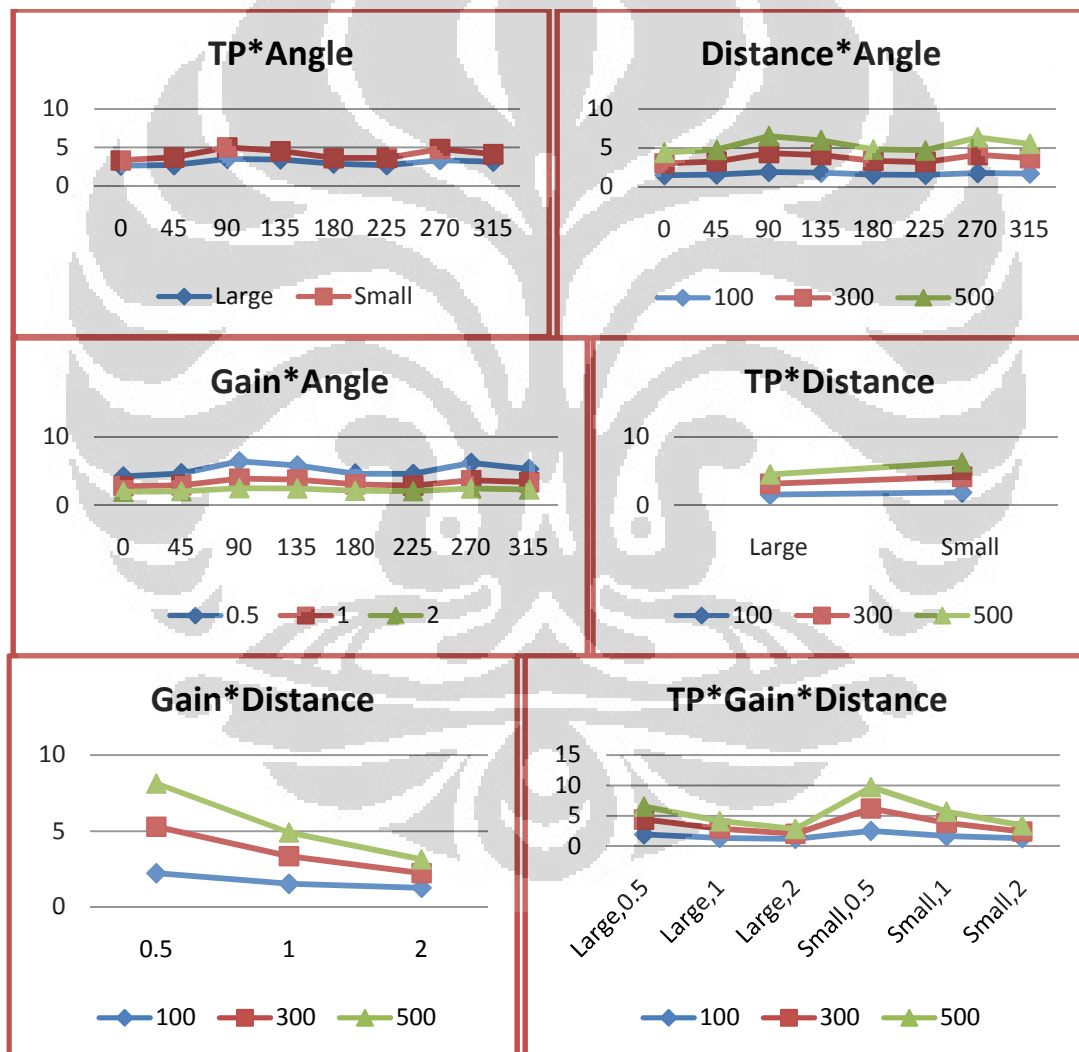 TP*Angle
10
5
0
0 45 90 135 180 225 270 315
Large Small
Distance*Angle
10
5
0
0 45 90 135 180 225 270 315
100 300 500
Gain*Angle
10
0
0 45 90 135 180 225 270 315
0.5 1 2
TP*Distance
10
0
Large Small
100 300 500
Gain*Distance
10
5
0
0.5 1 2
100 300 500
TP*Gain*Distance
15
10
5
0
Large,0.5 Large,1 Large,2 Small,0.5 Small,1 Small,2
100 300 500